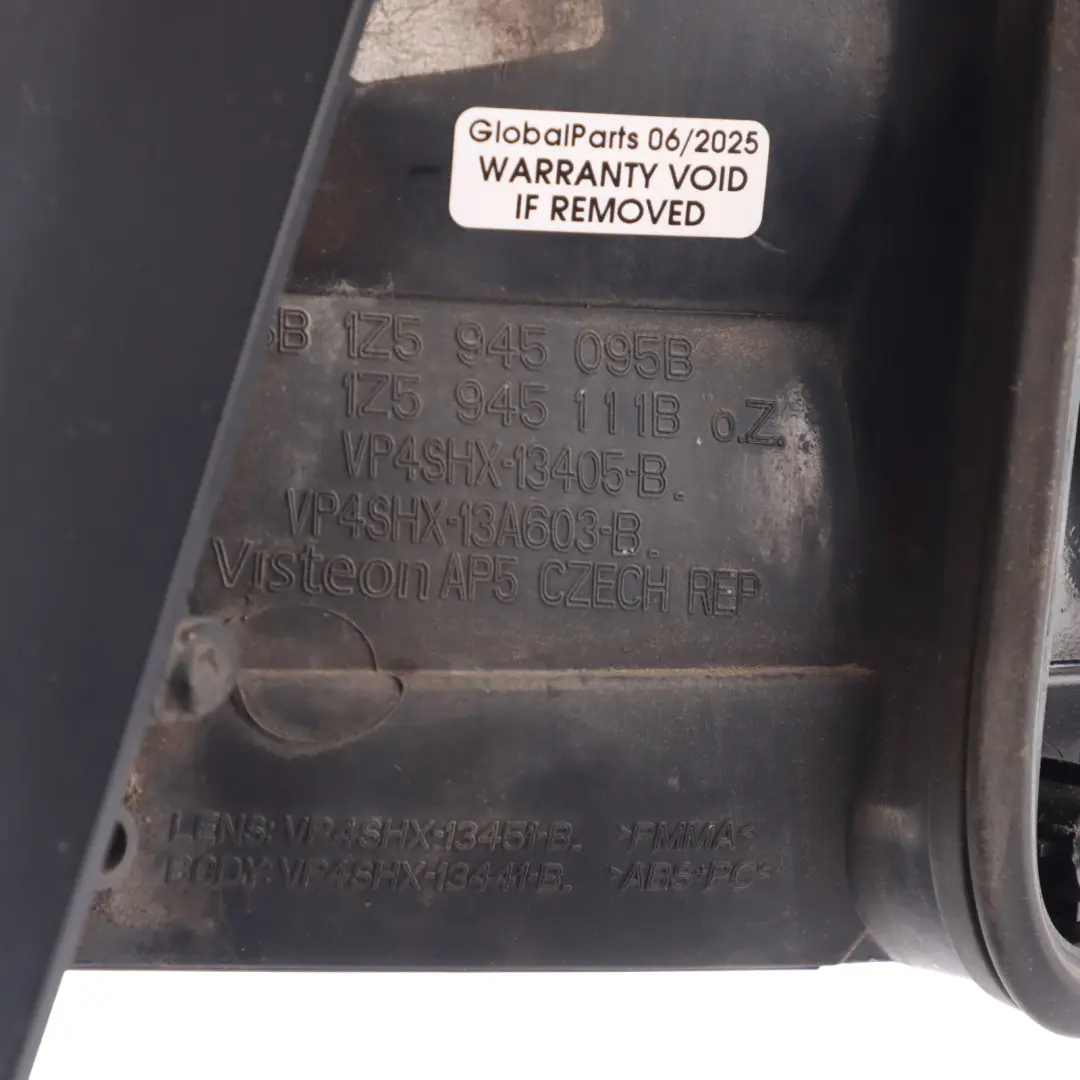 GlobalParts 06/2025
WARRANTY VOID
IF REMOVED
1Z5 945 095B
1Z5 945 111B o.Z.
VP4SHX-13405-B.
VP4SHX-13A603-B.
Visteon AP5 CZECH REP
LENS: VP4SHX-13451-B. >PMMA<
BODY: VP4SHX-13441-B. >ABS+PC<